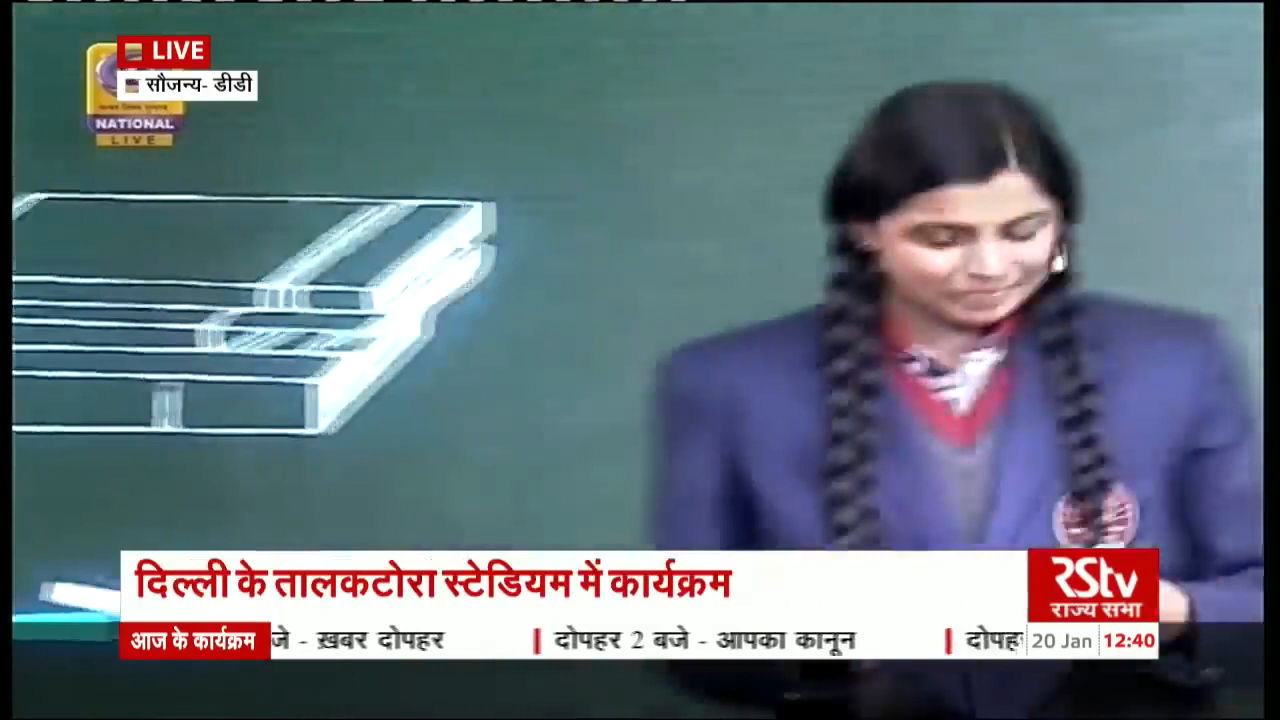 LIVE
सौजन्य- डीडी
NATIONAL
LIVE
दिल्ली के तालकटोरा स्टेडियम में कार्यक्रम
RSTV
राज्य सभा
आज के कार्यक्रम
जे - ख़बर दोपहर | दोपहर 2 बजे - आपका कानून | दोपह
20 Jan 12:40